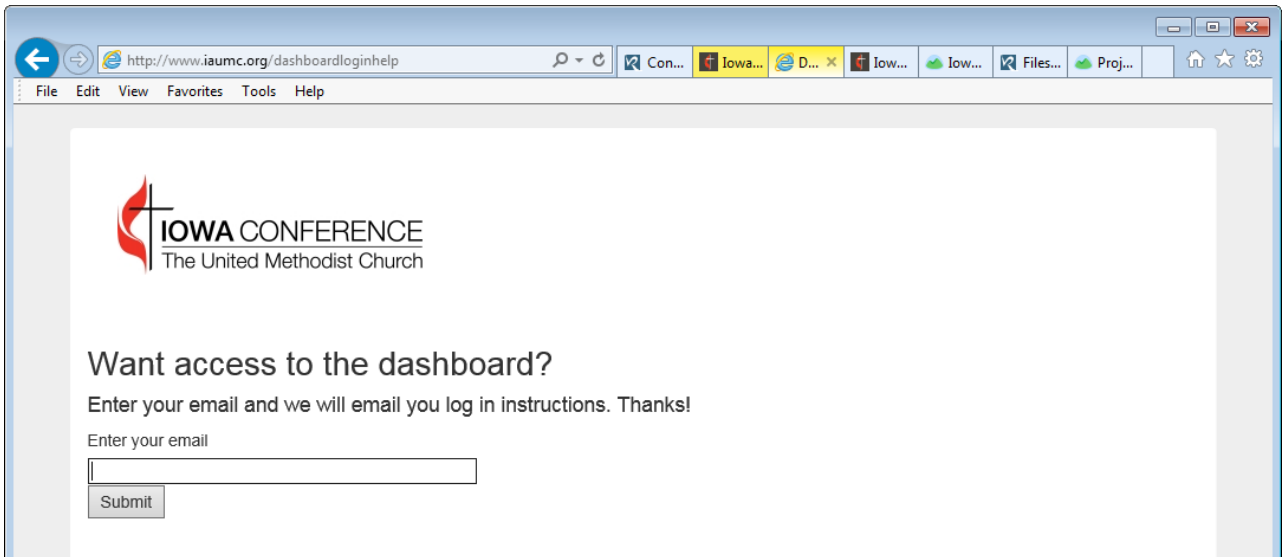 http://www.iaumc.org/dashboardloginhelp Con... Iowa... D... Iow... Iow... Files... Proj...
File Edit View Favorites Tools Help
IOWA CONFERENCE
The United Methodist Church
Want access to the dashboard?
Enter your email and we will email you log in instructions. Thanks!
Enter your email
Submit